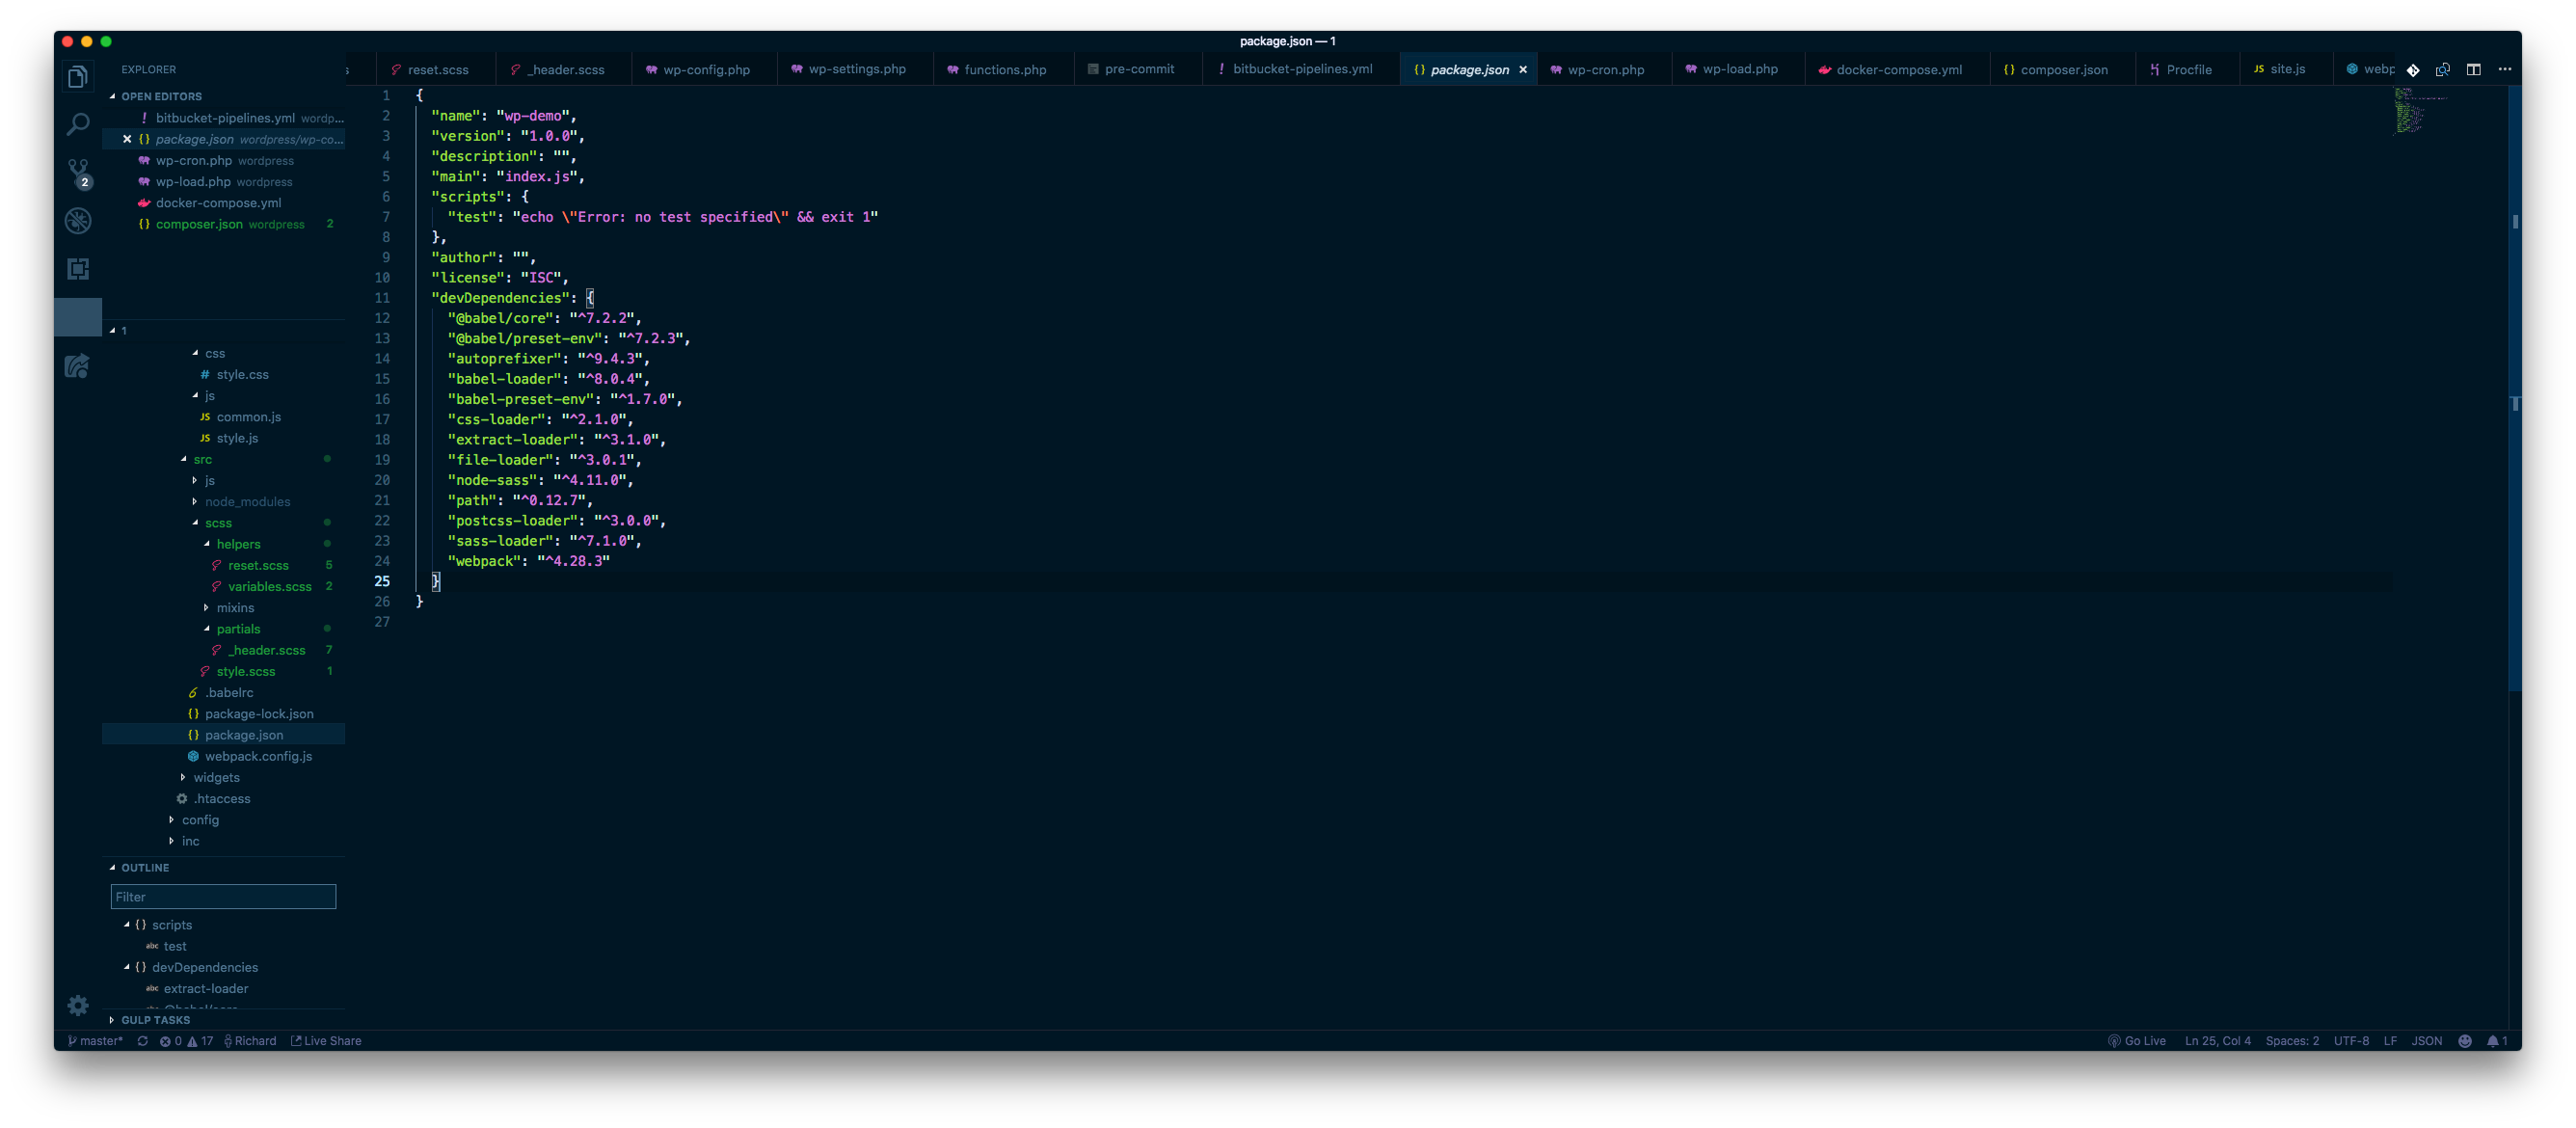 package.json — 1
EXPLORER
OPEN EDITORS
! bitbucket-pipelines.yml wordp...
× {} package.json wordpress/wp-co...
wp-cron.php wordpress
wp-load.php wordpress
docker-compose.yml
{} composer.json wordpress 2
2
1
css
# style.css
js
JS common.js
JS style.js
src
js
node_modules
scss
helpers
reset.scss 5
variables.scss 2
mixins
partials
_header.scss 7
style.scss 1
.babelrc
{} package-lock.json
{} package.json
webpack.config.js
widgets
.htaccess
config
inc
OUTLINE
Filter
{} scripts
abc test
{} devDependencies
abc extract-loader
GULP TASKS
s reset.scss _header.scss wp-config.php wp-settings.php functions.php pre-commit ! bitbucket-pipelines.yml {} package.json × wp-cron.php wp-load.php docker-compose.yml {} composer.json Procfile JS site.js webp ...
1 {
2 "name": "wp-demo",
3 "version": "1.0.0",
4 "description": "",
5 "main": "index.js",
6 "scripts": {
7 "test": "echo \"Error: no test specified\" && exit 1"
8 },
9 "author": "",
10 "license": "ISC",
11 "devDependencies": {
12 "@babel/core": "^7.2.2",
13 "@babel/preset-env": "^7.2.3",
14 "autoprefixer": "^9.4.3",
15 "babel-loader": "^8.0.4",
16 "babel-preset-env": "^1.7.0",
17 "css-loader": "^2.1.0",
18 "extract-loader": "^3.1.0",
19 "file-loader": "^3.0.1",
20 "node-sass": "^4.11.0",
21 "path": "^0.12.7",
22 "postcss-loader": "^3.0.0",
23 "sass-loader": "^7.1.0",
24 "webpack": "^4.28.3"
25 }
26 }
27
master* 0 17 Richard Live Share Go Live Ln 25, Col 4 Spaces: 2 UTF-8 LF JSON 1